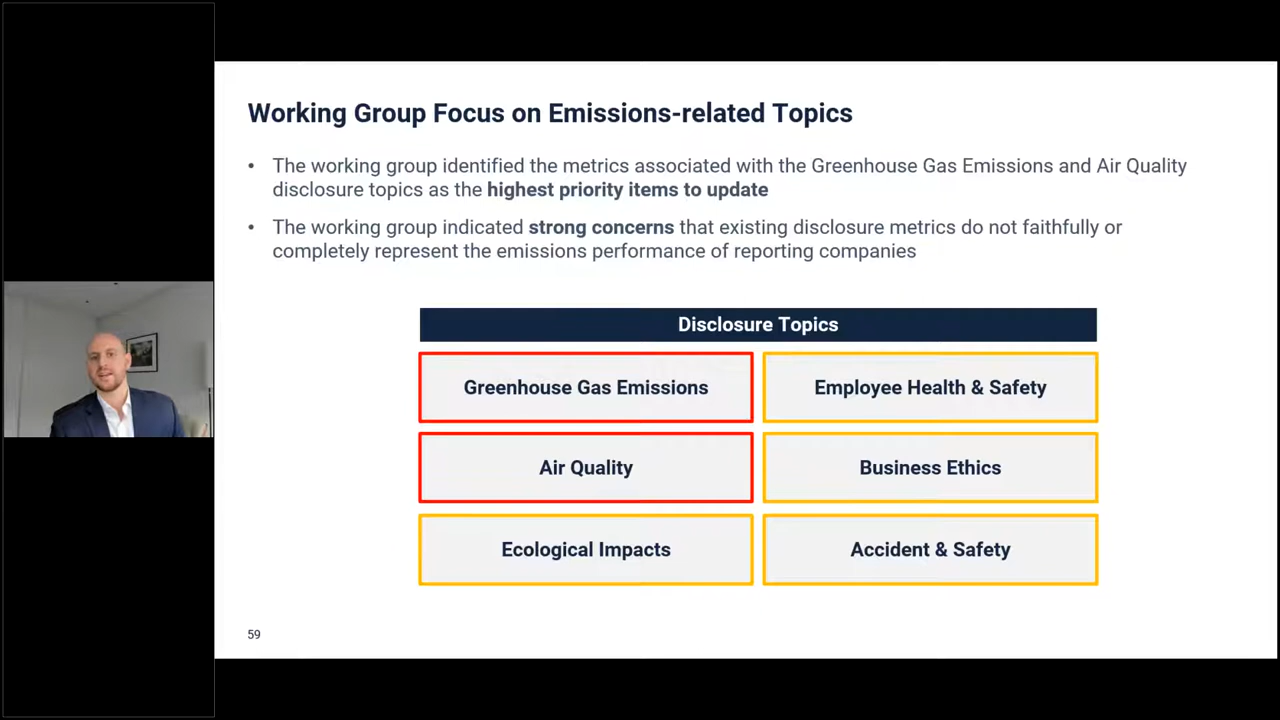 Working Group Focus on Emissions-related Topics
• The working group identified the metrics associated with the Greenhouse Gas Emissions and Air Quality
disclosure topics as the highest priority items to update
• The working group indicated strong concerns that existing disclosure metrics do not faithfully or
completely represent the emissions performance of reporting companies
Disclosure Topics
Greenhouse Gas Emissions
Employee Health & Safety
Air Quality
Business Ethics
Ecological Impacts
Accident & Safety
59